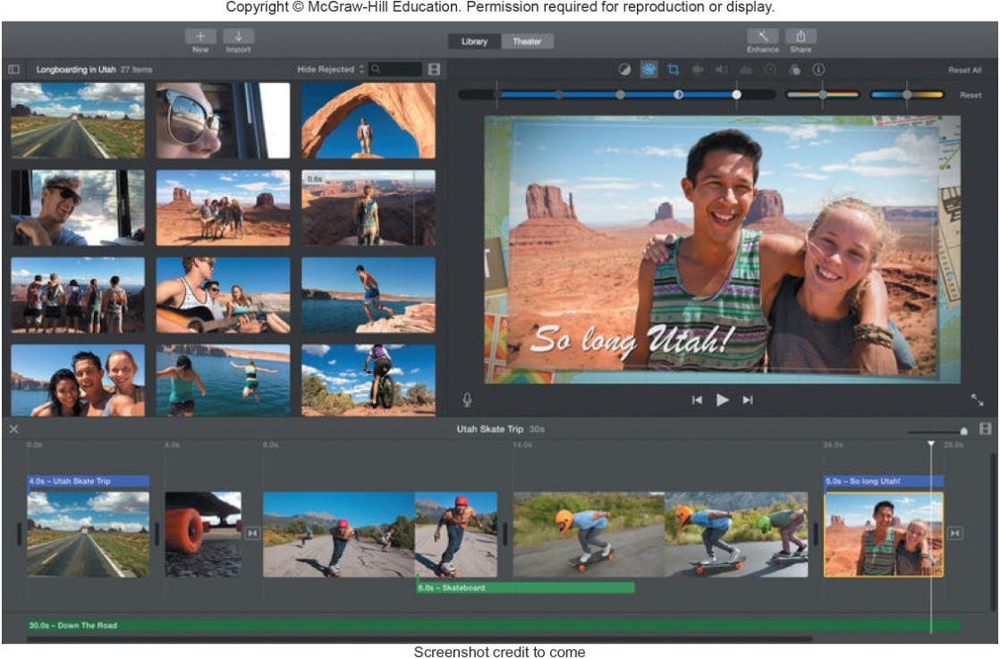 Copyright © McGraw-Hill Education. Permission required for reproduction or display.
New Import Library Theater Enhance Share
Longboarding in Utah 27 Items Hide Rejected Reset All
Reset
0.6s
So long Utah!
Utah Skate Trip 30s
0.0s 4.0s 8.0s 14.0s 24.0s 28.0s
4.0s – Utah Skate Trip 5.0s – So long Utah!
6.0s – Skateboard
30.0s – Down The Road
Screenshot credit to come